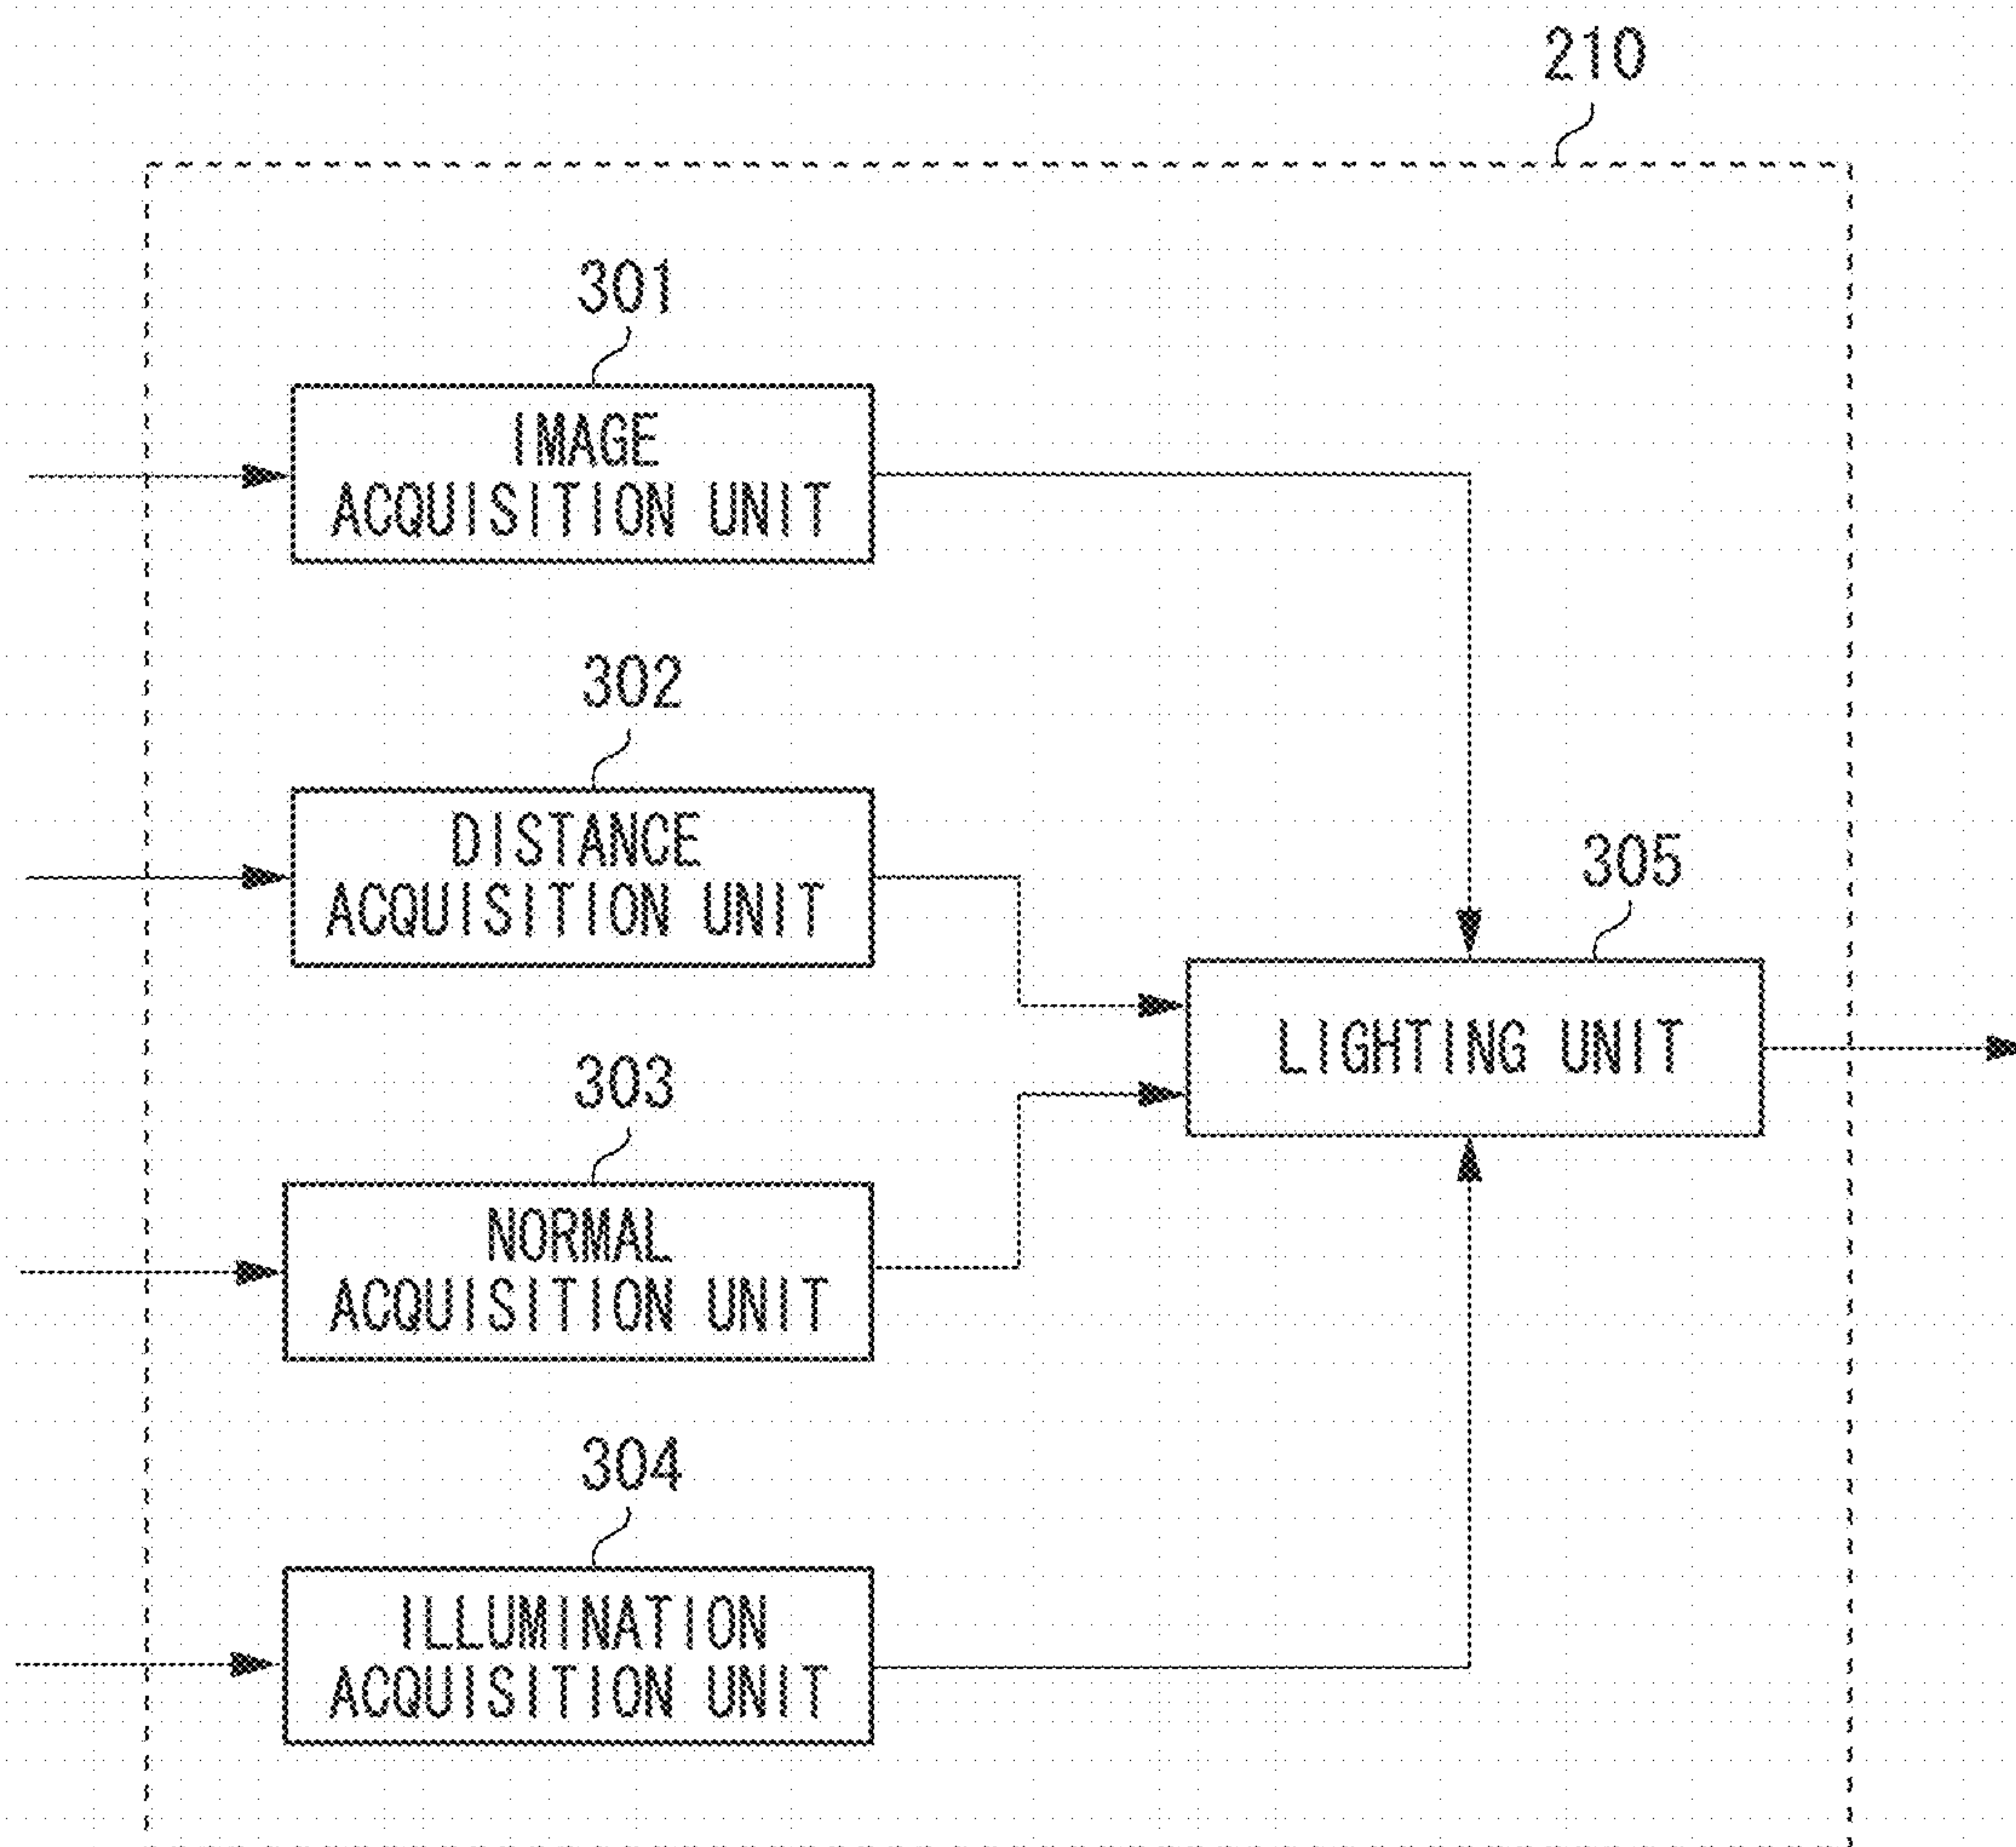 210
301
IMAGE
ACQUISITION UNIT
302
DISTANCE
ACQUISITION UNIT
305
LIGHTING UNIT
303
NORMAL
ACQUISITION UNIT
304
ILLUMINATION
ACQUISITION UNIT